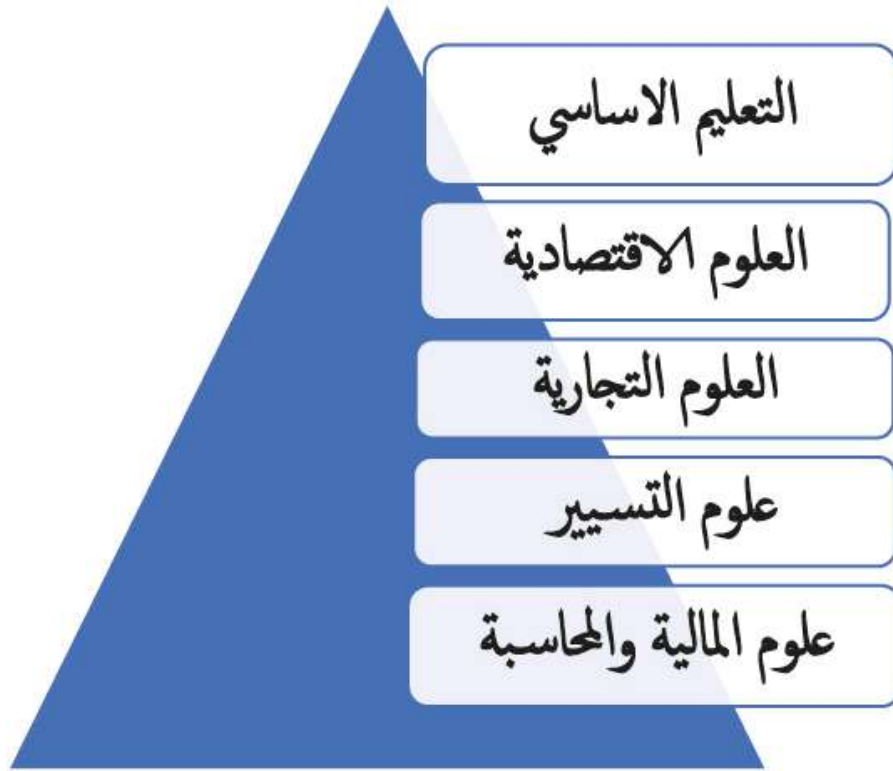 التعليم الاساسي
العلوم الاقتصادية
العلوم التجارية
علوم التسيير
علوم المالية والمحاسبة